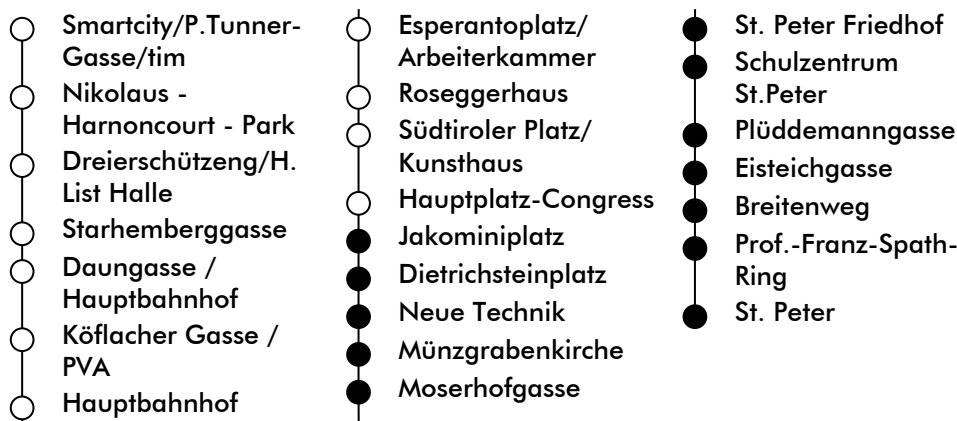 Smartcity/P.Tunner-
Gasse/tim
Nikolaus -
Harnoncourt - Park
Dreierschützeng/H.
List Halle
Starhemberggasse
Daungasse /
Hauptbahnhof
Köflacher Gasse /
PVA
Hauptbahnhof
Esperantoplatz/
Arbeiterkammer
Roseggerhaus
Südtiroler Platz/
Kunsthaus
Hauptplatz-Congress
Jakominiplatz
Dietrichsteinplatz
Neue Technik
Münzgrabenkirche
Moserhofgasse
St. Peter Friedhof
Schulzentrum
St.Peter
Plüddemanngasse
Eisteichgasse
Breitenweg
Prof.-Franz-Spath-
Ring
St. Peter